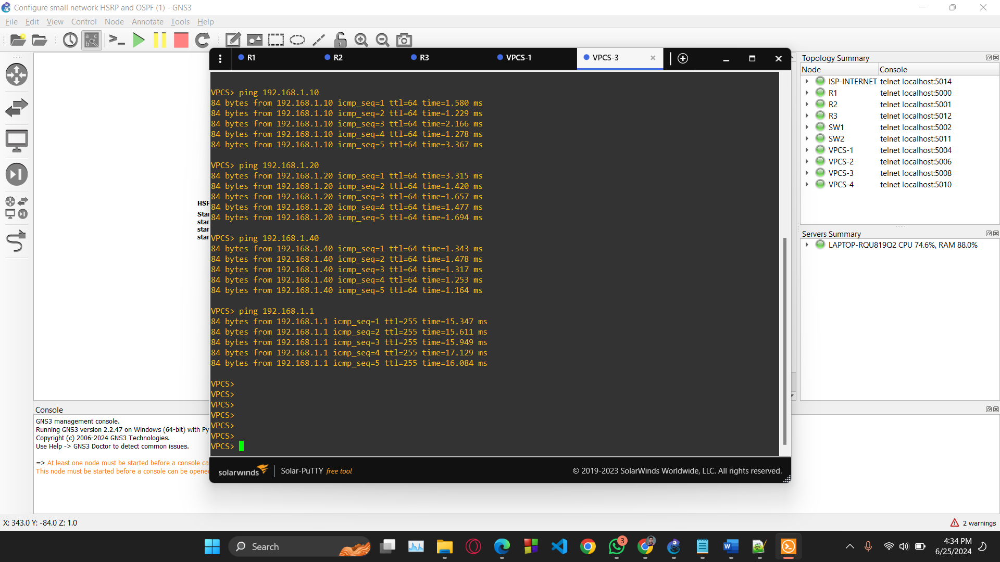 Configure small network HSRP and OSPF (1) - GNS3
File Edit View Control Node Annotate Tools Help
R1 R2 R3 VPCS-1 VPCS-3
VPCS> ping 192.168.1.10
84 bytes from 192.168.1.10 icmp_seq=1 ttl=64 time=1.580 ms
84 bytes from 192.168.1.10 icmp_seq=2 ttl=64 time=1.229 ms
84 bytes from 192.168.1.10 icmp_seq=3 ttl=64 time=2.166 ms
84 bytes from 192.168.1.10 icmp_seq=4 ttl=64 time=1.278 ms
84 bytes from 192.168.1.10 icmp_seq=5 ttl=64 time=3.367 ms
VPCS> ping 192.168.1.20
84 bytes from 192.168.1.20 icmp_seq=1 ttl=64 time=3.315 ms
84 bytes from 192.168.1.20 icmp_seq=2 ttl=64 time=1.420 ms
84 bytes from 192.168.1.20 icmp_seq=3 ttl=64 time=1.657 ms
84 bytes from 192.168.1.20 icmp_seq=4 ttl=64 time=1.477 ms
84 bytes from 192.168.1.20 icmp_seq=5 ttl=64 time=1.694 ms
VPCS> ping 192.168.1.40
84 bytes from 192.168.1.40 icmp_seq=1 ttl=64 time=1.343 ms
84 bytes from 192.168.1.40 icmp_seq=2 ttl=64 time=1.478 ms
84 bytes from 192.168.1.40 icmp_seq=3 ttl=64 time=1.317 ms
84 bytes from 192.168.1.40 icmp_seq=4 ttl=64 time=1.253 ms
84 bytes from 192.168.1.40 icmp_seq=5 ttl=64 time=1.164 ms
VPCS> ping 192.168.1.1
84 bytes from 192.168.1.1 icmp_seq=1 ttl=255 time=15.347 ms
84 bytes from 192.168.1.1 icmp_seq=2 ttl=255 time=15.611 ms
84 bytes from 192.168.1.1 icmp_seq=3 ttl=255 time=15.949 ms
84 bytes from 192.168.1.1 icmp_seq=4 ttl=255 time=17.129 ms
84 bytes from 192.168.1.1 icmp_seq=5 ttl=255 time=16.084 ms
VPCS>
VPCS>
VPCS>
VPCS>
VPCS>
VPCS>
VPCS>
solarwinds Solar-PuTTY free tool © 2019-2023 SolarWinds Worldwide, LLC. All rights reserved.
HSR
Star
star
star
star
Topology Summary
Node Console
ISP-INTERNET telnet localhost:5014
R1 telnet localhost:5000
R2 telnet localhost:5001
R3 telnet localhost:5012
SW1 telnet localhost:5002
SW2 telnet localhost:5011
VPCS-1 telnet localhost:5004
VPCS-2 telnet localhost:5006
VPCS-3 telnet localhost:5008
VPCS-4 telnet localhost:5010
Servers Summary
LAPTOP-RQU819Q2 CPU 74.6%, RAM 88.0%
Console
GNS3 management console.
Running GNS3 version 2.2.47 on Windows (64-bit) with Py
Copyright (c) 2006-2024 GNS3 Technologies.
Use Help -> GNS3 Doctor to detect common issues.
=> At least one node must be started before a console ca
This node must be started before a console can be opened
X: 343.0 Y: -84.0 Z: 1.0
2 warnings
Search
3
4:34 PM
6/25/2024